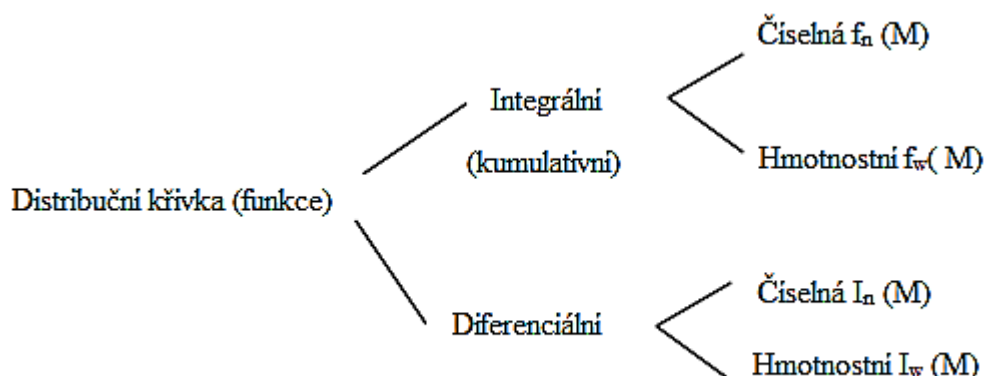 Číselná fn (M)
Integrální
(kumulativní)
Hmotnostní fw( M)
Distribuční křivka (funkce)
Číselná In (M)
Diferenciální
Hmotnostní Iw (M)